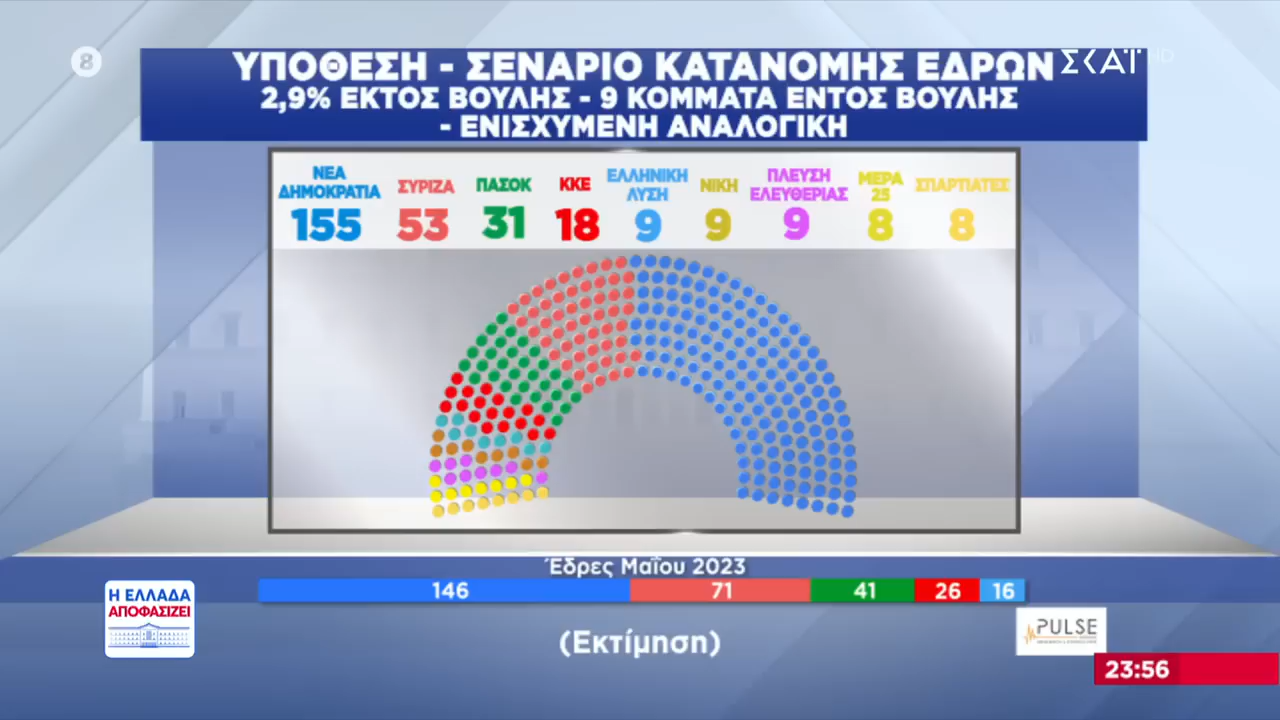 8
ΣΚΑΪ HD
ΥΠΟΘΕΣΗ - ΣΕΝΑΡΙΟ ΚΑΤΑΝΟΜΗΣ ΕΔΡΩΝ
2,9% ΕΚΤΟΣ ΒΟΥΛΗΣ - 9 ΚΟΜΜΑΤΑ ΕΝΤΟΣ ΒΟΥΛΗΣ
- ΕΝΙΣΧΥΜΕΝΗ ΑΝΑΛΟΓΙΚΗ
ΝΕΑ
ΔΗΜΟΚΡΑΤΙΑ
155
ΣΥΡΙΖΑ
53
ΠΑΣΟΚ
31
ΚΚΕ
18
ΕΛΛΗΝΙΚΗ
ΛΥΣΗ
9
ΝΙΚΗ
9
ΠΛΕΥΣΗ
ΕΛΕΥΘΕΡΙΑΣ
9
ΜΕΡΑ
25
8
ΣΠΑΡΤΙΑΤΕΣ
8
Έδρες Μαΐου 2023
146 71 41 26 16
Η ΕΛΛΑΔΑ
ΑΠΟΦΑΣΙΖΕΙ
(Εκτίμηση)
PULSE
23:56